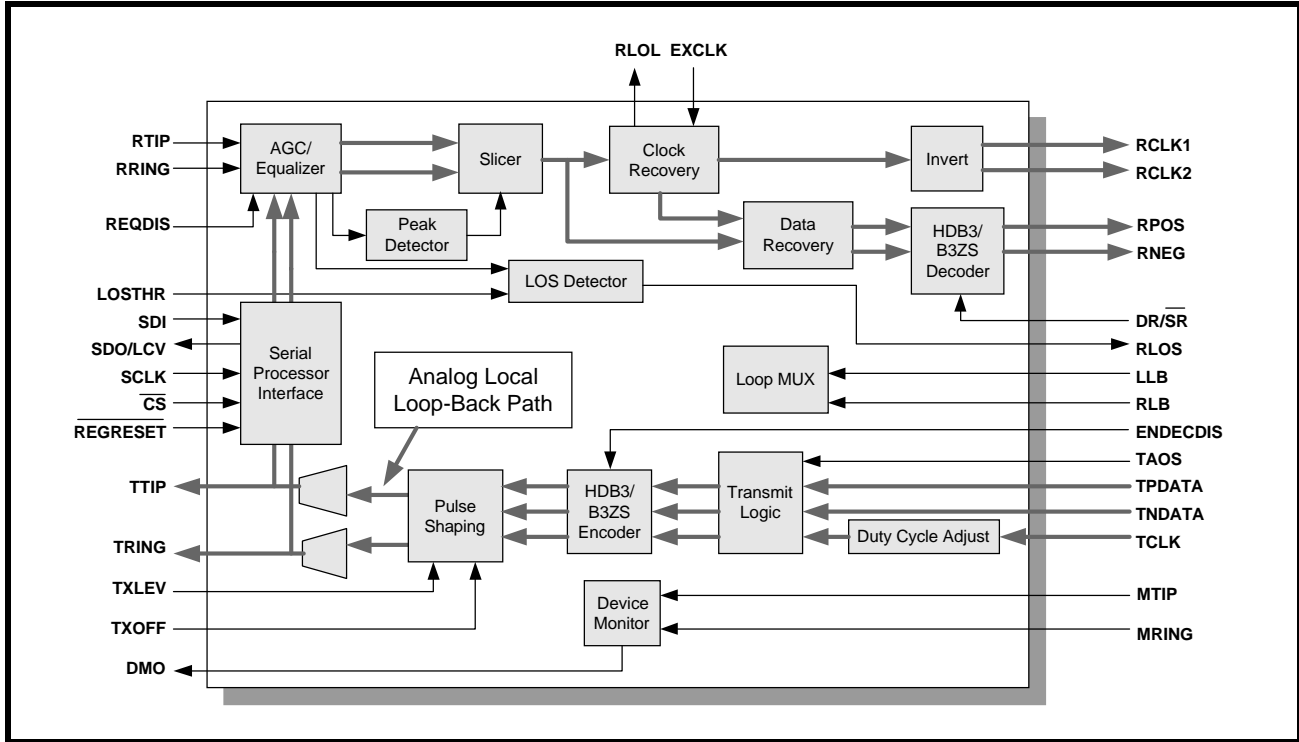 RLOL EXCLK
RTIP
RRING
REQDIS
LOSTHR
SDI
SDO/LCV
SCLK
CS
REGRESET
TTIP
TRING
TXLEV
TXOFF
DMO
AGC/
Equalizer
Slicer
Peak
Detector
Clock
Recovery
Invert
Data
Recovery
HDB3/
B3ZS
Decoder
LOS Detector
Serial
Processor
Interface
Analog Local
Loop-Back Path
Loop MUX
Pulse
Shaping
HDB3/
B3ZS
Encoder
Transmit
Logic
Duty Cycle Adjust
Device
Monitor
RCLK1
RCLK2
RPOS
RNEG
DR/SR
RLOS
LLB
RLB
ENDECDIS
TAOS
TPDATA
TNDATA
TCLK
MTIP
MRING